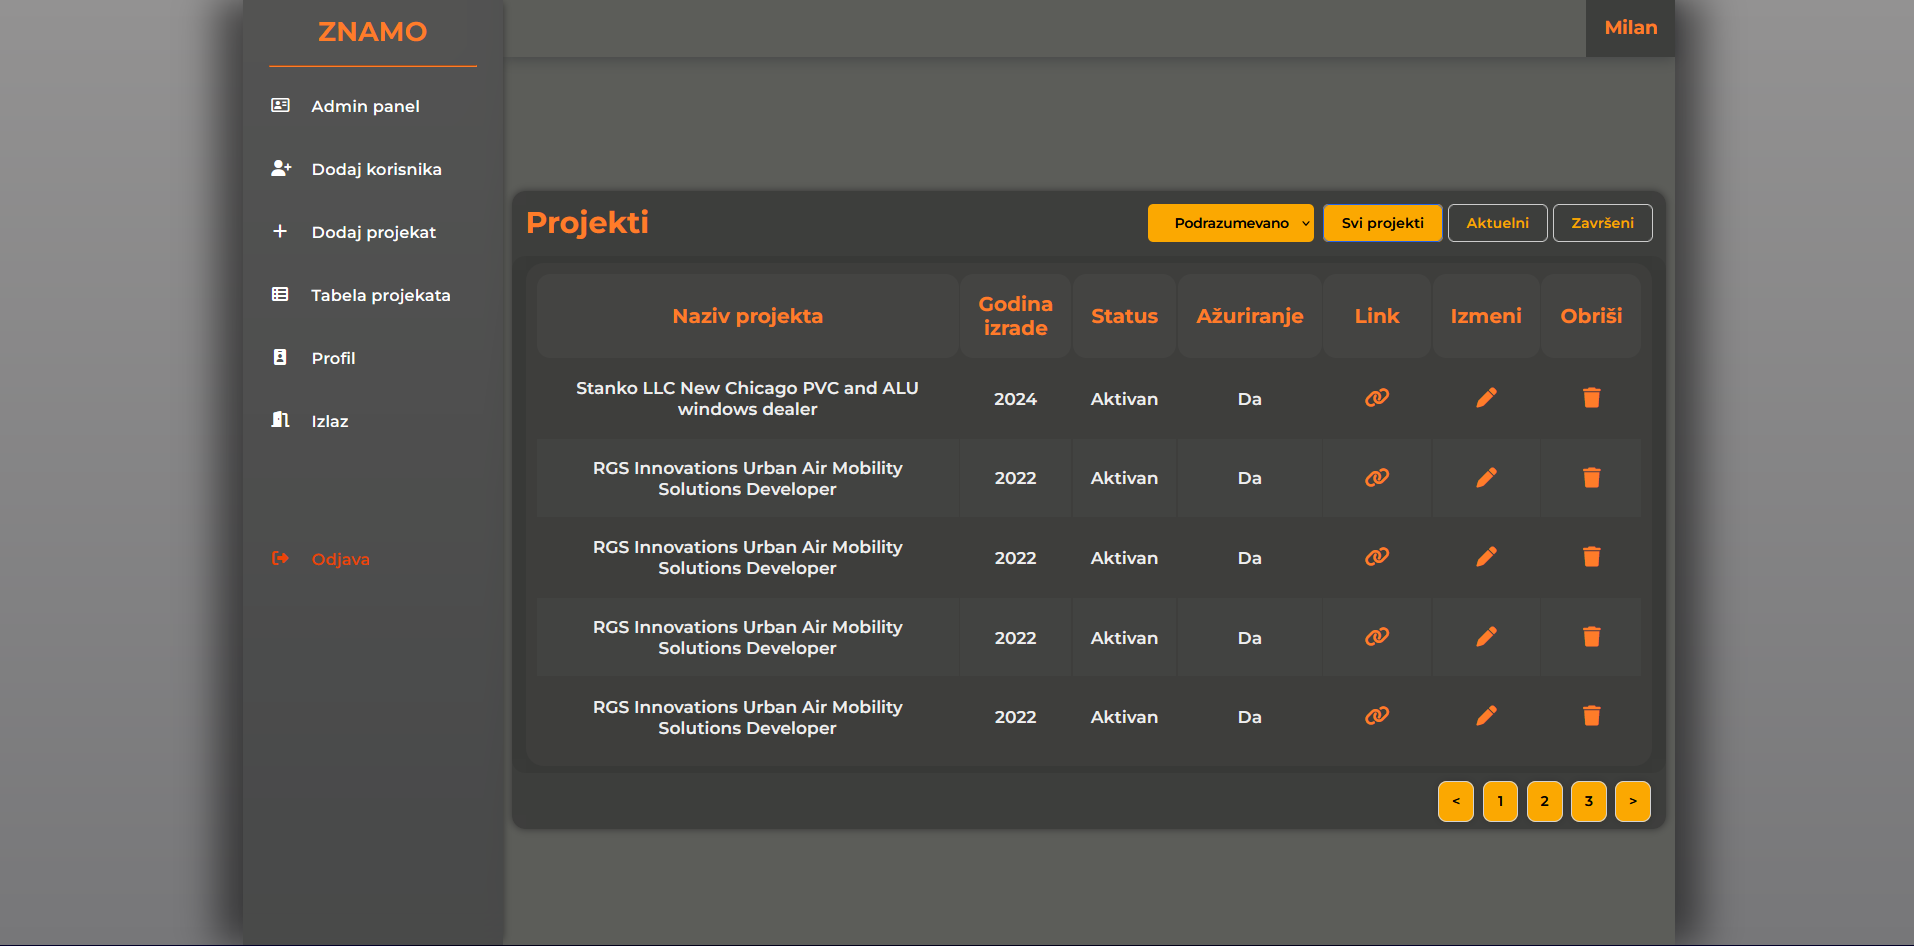 ZNAMO
Milan
Admin panel
Dodaj korisnika
Dodaj projekat
Tabela projekata
Profil
Izlaz
Odjava
Projekti
Podrazumevano
Svi projekti
Aktuelni
Završeni
Naziv projekta
Godina
izrade
Status
Ažuriranje
Link
Izmeni
Obriši
Stanko LLC New Chicago PVC and ALU
windows dealer
2024
Aktivan
Da
RGS Innovations Urban Air Mobility
Solutions Developer
2022
Aktivan
Da
RGS Innovations Urban Air Mobility
Solutions Developer
2022
Aktivan
Da
RGS Innovations Urban Air Mobility
Solutions Developer
2022
Aktivan
Da
RGS Innovations Urban Air Mobility
Solutions Developer
2022
Aktivan
Da
<
1
2
3
>